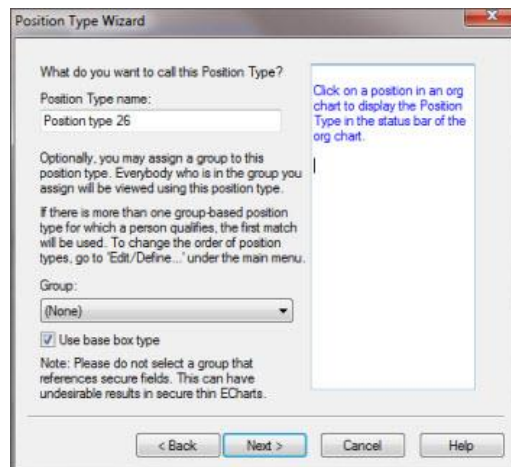 Position Type Wizard
What do you want to call this Position Type?
Position Type name:
Position type 26
Optionally, you may assign a group to this
position type. Everybody who is in the group you
assign will be viewed using this position type.
If there is more than one group-based position
type for which a person qualifies, the first match
will be used. To change the order of position
types, go to 'Edit/Define...' under the main menu.
Group:
(None)
Use base box type
Note: Please do not select a group that
references secure fields. This can have
undesirable results in secure thin ECharts.
Click on a position in an org
chart to display the Position
Type in the status bar of the
org chart.
< Back
Next >
Cancel
Help